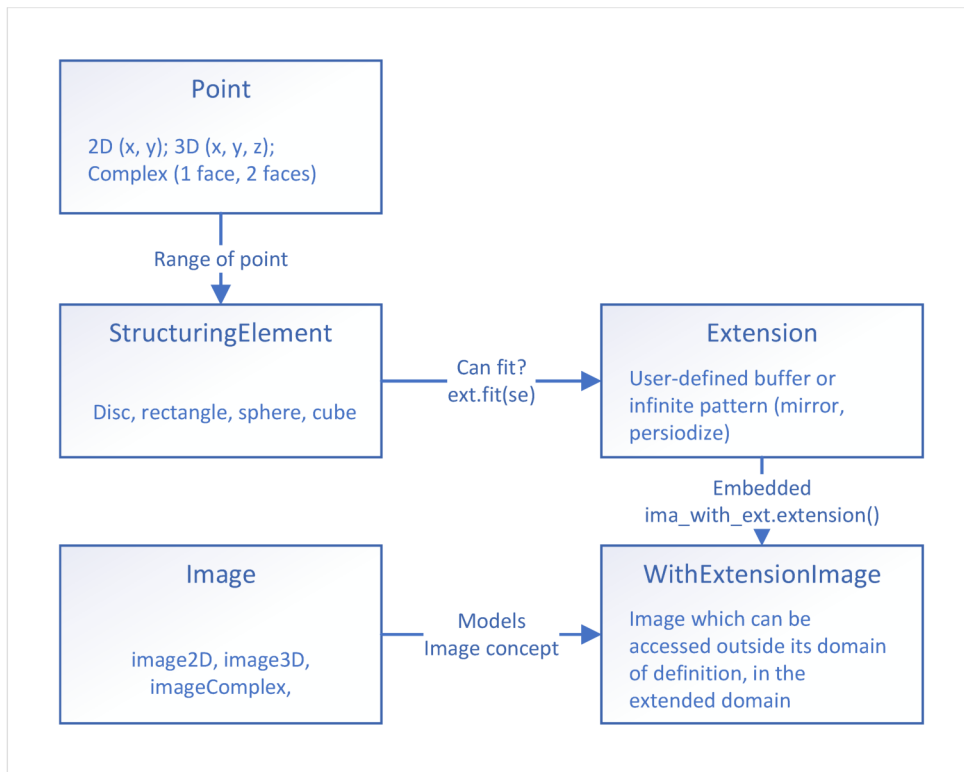 Point
2D (x, y); 3D (x, y, z);
Complex (1 face, 2 faces)
Range of point
StructuringElement
Disc, rectangle, sphere, cube
Can fit?
ext.fit(se)
Extension
User-defined buffer or
infinite pattern (mirror,
persiodize)
Embedded
ima_with_ext.extension()
Image
image2D, image3D,
imageComplex,
Models
Image concept
WithExtensionImage
Image which can be
accessed outside its domain
of definition, in the
extended domain